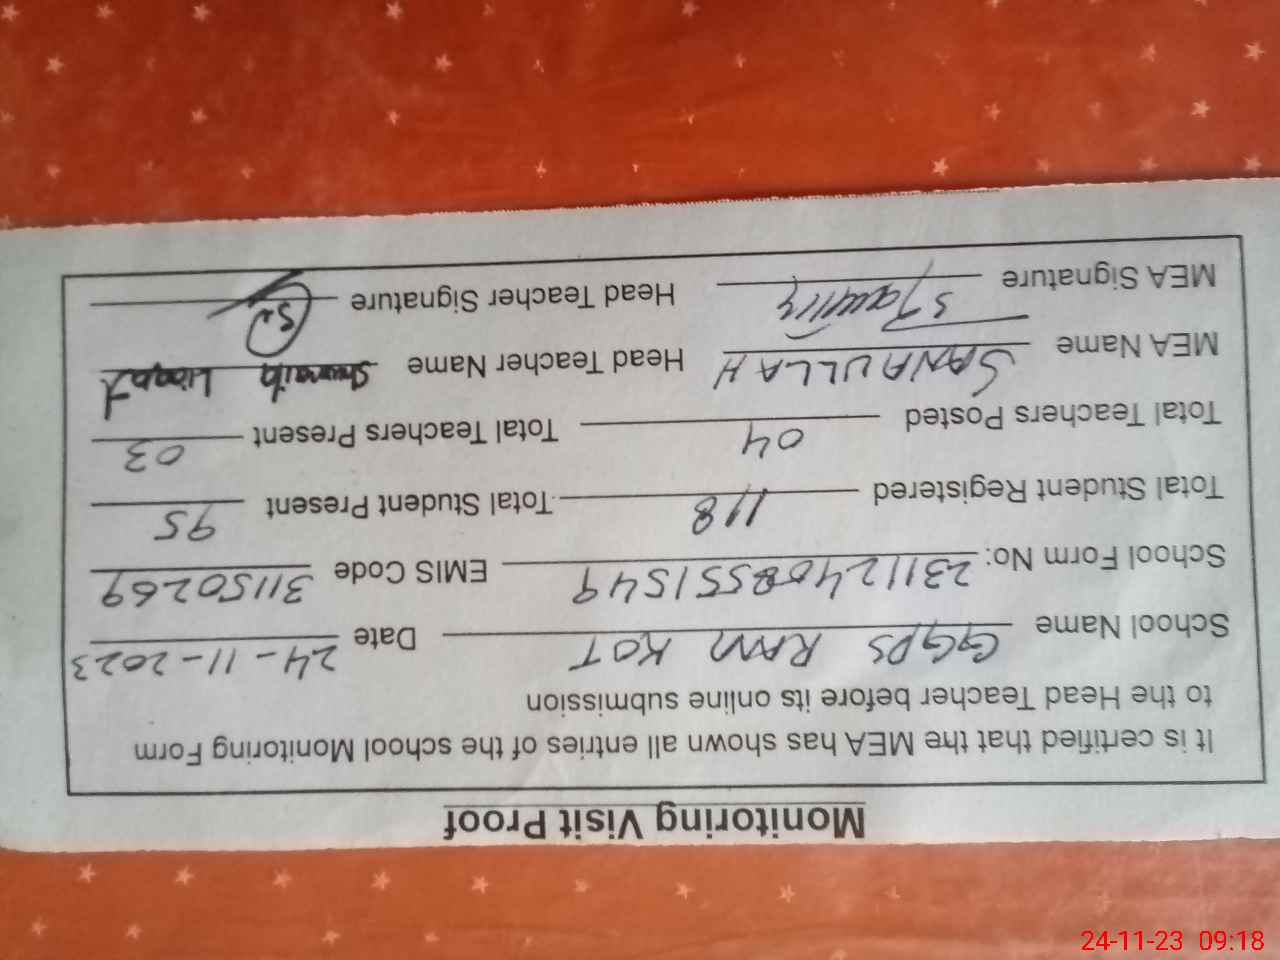 Monitoring Visit Proof
It is certified that the MEA has shown all entries of the school Monitoring Form
to the Head Teacher before its online submission
School Name GGPS RAM KOT Date 24-11-2023
School Form No: 23112408551549 EMIS Code 31150269
Total Student Registered 118 Total Student Present 95
Total Teachers Posted 04 Total Teachers Present 03
MEA Name SANAULLAH Head Teacher Name Shumaila Liaqat
MEA Signature Head Teacher Signature
24-11-23 09:18